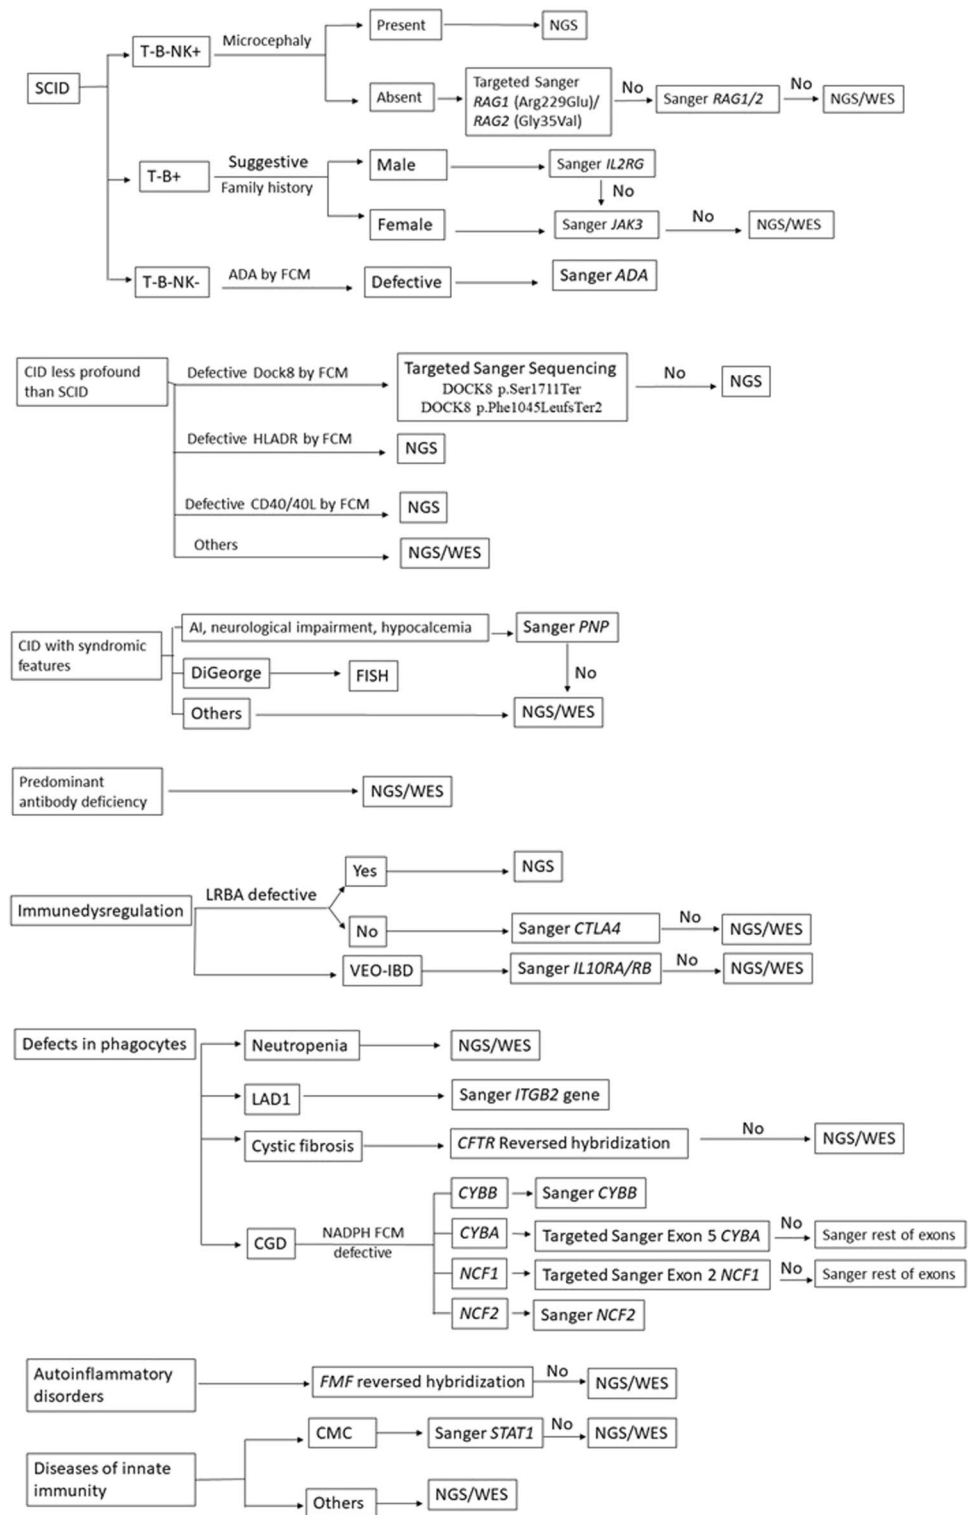 SCID
T-B-NK+
Microcephaly
Present
NGS
Absent
Targeted Sanger
RAG1 (Arg229Glu)/
RAG2 (Gly35Val)
No
Sanger RAG1/2
No
NGS/WES
T-B+
Suggestive
Family history
Male
Sanger IL2RG
No
Female
Sanger JAK3
No
NGS/WES
T-B-NK-
ADA by FCM
Defective
Sanger ADA
CID less profound
than SCID
Defective Dock8 by FCM
Targeted Sanger Sequencing
DOCK8 p.Ser1711Ter
DOCK8 p.Phe1045LeufsTer2
No
NGS
Defective HLADR by FCM
NGS
Defective CD40/40L by FCM
NGS
Others
NGS/WES
CID with syndromic
features
AI, neurological impairment, hypocalcemia
Sanger PNP
No
DiGeorge
FISH
Others
NGS/WES
Predominant
antibody deficiency
NGS/WES
Immunedysregulation
LRBA defective
Yes
NGS
No
Sanger CTLA4
No
NGS/WES
VEO-IBD
Sanger IL10RA/RB
No
NGS/WES
Defects in phagocytes
Neutropenia
NGS/WES
LAD1
Sanger ITGB2 gene
Cystic fibrosis
CFTR Reversed hybridization
No
NGS/WES
CGD
NADPH FCM
defective
CYBB
Sanger CYBB
CYBA
Targeted Sanger Exon 5 CYBA
No
Sanger rest of exons
NCF1
Targeted Sanger Exon 2 NCF1
No
Sanger rest of exons
NCF2
Sanger NCF2
Autoinflammatory
disorders
FMF reversed hybridization
No
NGS/WES
Diseases of innate
immunity
CMC
Sanger STAT1
No
NGS/WES
Others
NGS/WES